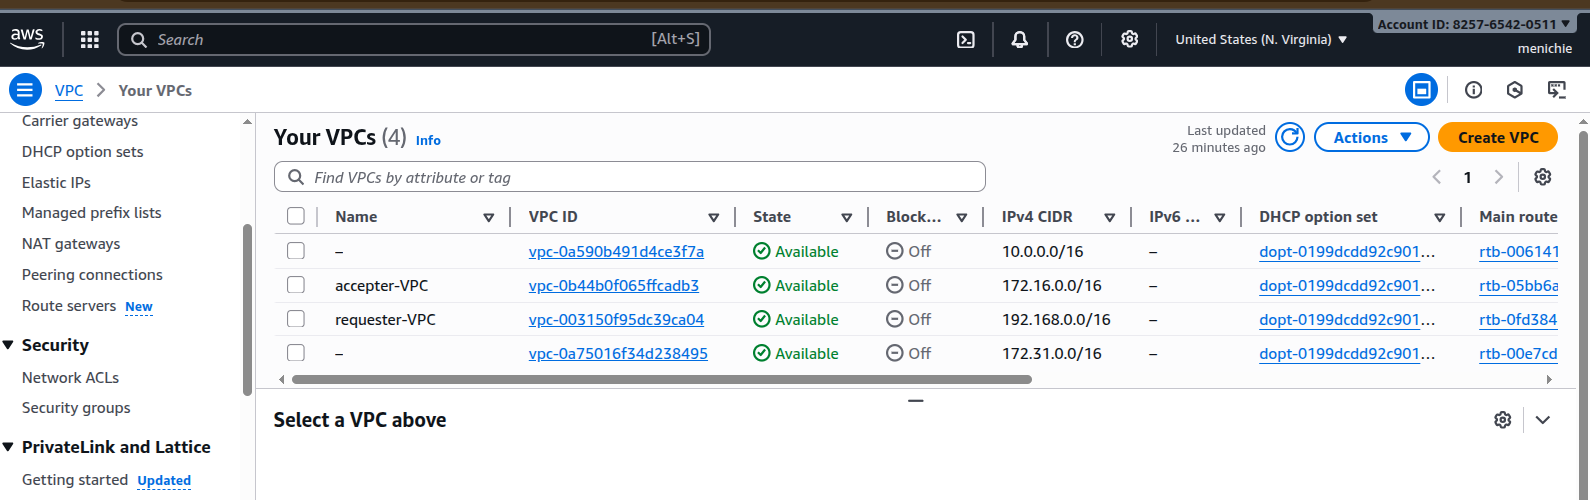 aws
Search [Alt+S]
United States (N. Virginia)
Account ID: 8257-6542-0511
menichie
VPC
Your VPCs
Carrier gateways
DHCP option sets
Elastic IPs
Managed prefix lists
NAT gateways
Peering connections
Route servers New
Security
Network ACLs
Security groups
PrivateLink and Lattice
Getting started Updated
Your VPCs (4) Info
Last updated
26 minutes ago
Actions
Create VPC
Find VPCs by attribute or tag
1
Name VPC ID State Block... IPv4 CIDR IPv6 ... DHCP option set Main route
– vpc-0a590b491d4ce3f7a Available Off 10.0.0.0/16 – dopt-0199dcdd92c901... rtb-006141
accepter-VPC vpc-0b44b0f065ffcadb3 Available Off 172.16.0.0/16 – dopt-0199dcdd92c901... rtb-05bb6a
requester-VPC vpc-003150f95dc39ca04 Available Off 192.168.0.0/16 – dopt-0199dcdd92c901... rtb-0fd384
– vpc-0a75016f34d238495 Available Off 172.31.0.0/16 – dopt-0199dcdd92c901... rtb-00e7cd
Select a VPC above